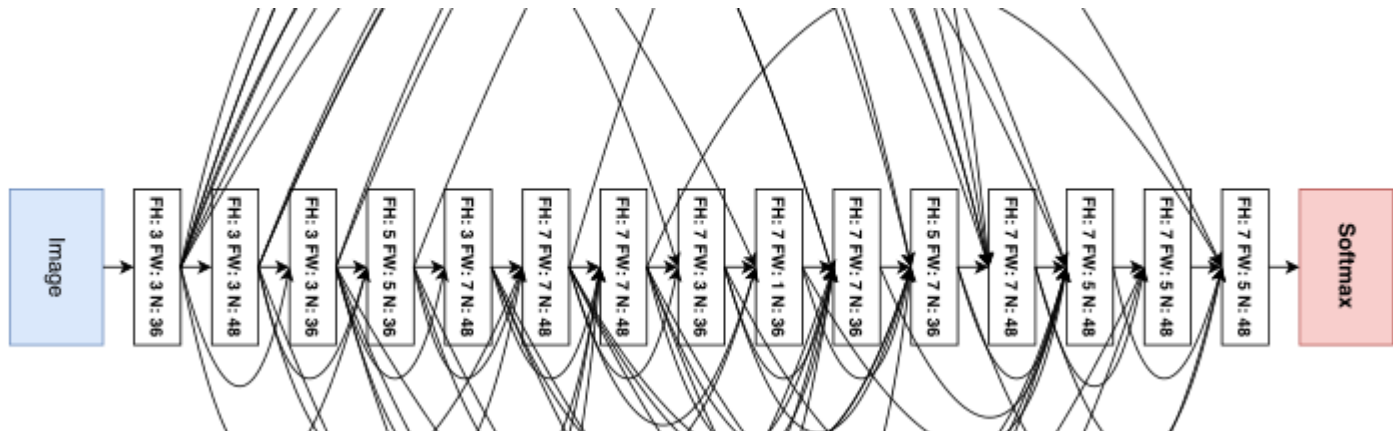 Image
FH: 3 FW: 3 N: 36
FH: 3 FW: 3 N: 48
FH: 3 FW: 3 N: 36
FH: 5 FW: 5 N: 36
FH: 3 FW: 7 N: 48
FH: 7 FW: 7 N: 48
FH: 7 FW: 7 N: 48
FH: 7 FW: 3 N: 36
FH: 7 FW: 1 N: 36
FH: 7 FW: 7 N: 36
FH: 5 FW: 7 N: 36
FH: 7 FW: 7 N: 48
FH: 7 FW: 5 N: 48
FH: 7 FW: 5 N: 48
FH: 7 FW: 5 N: 48
Softmax